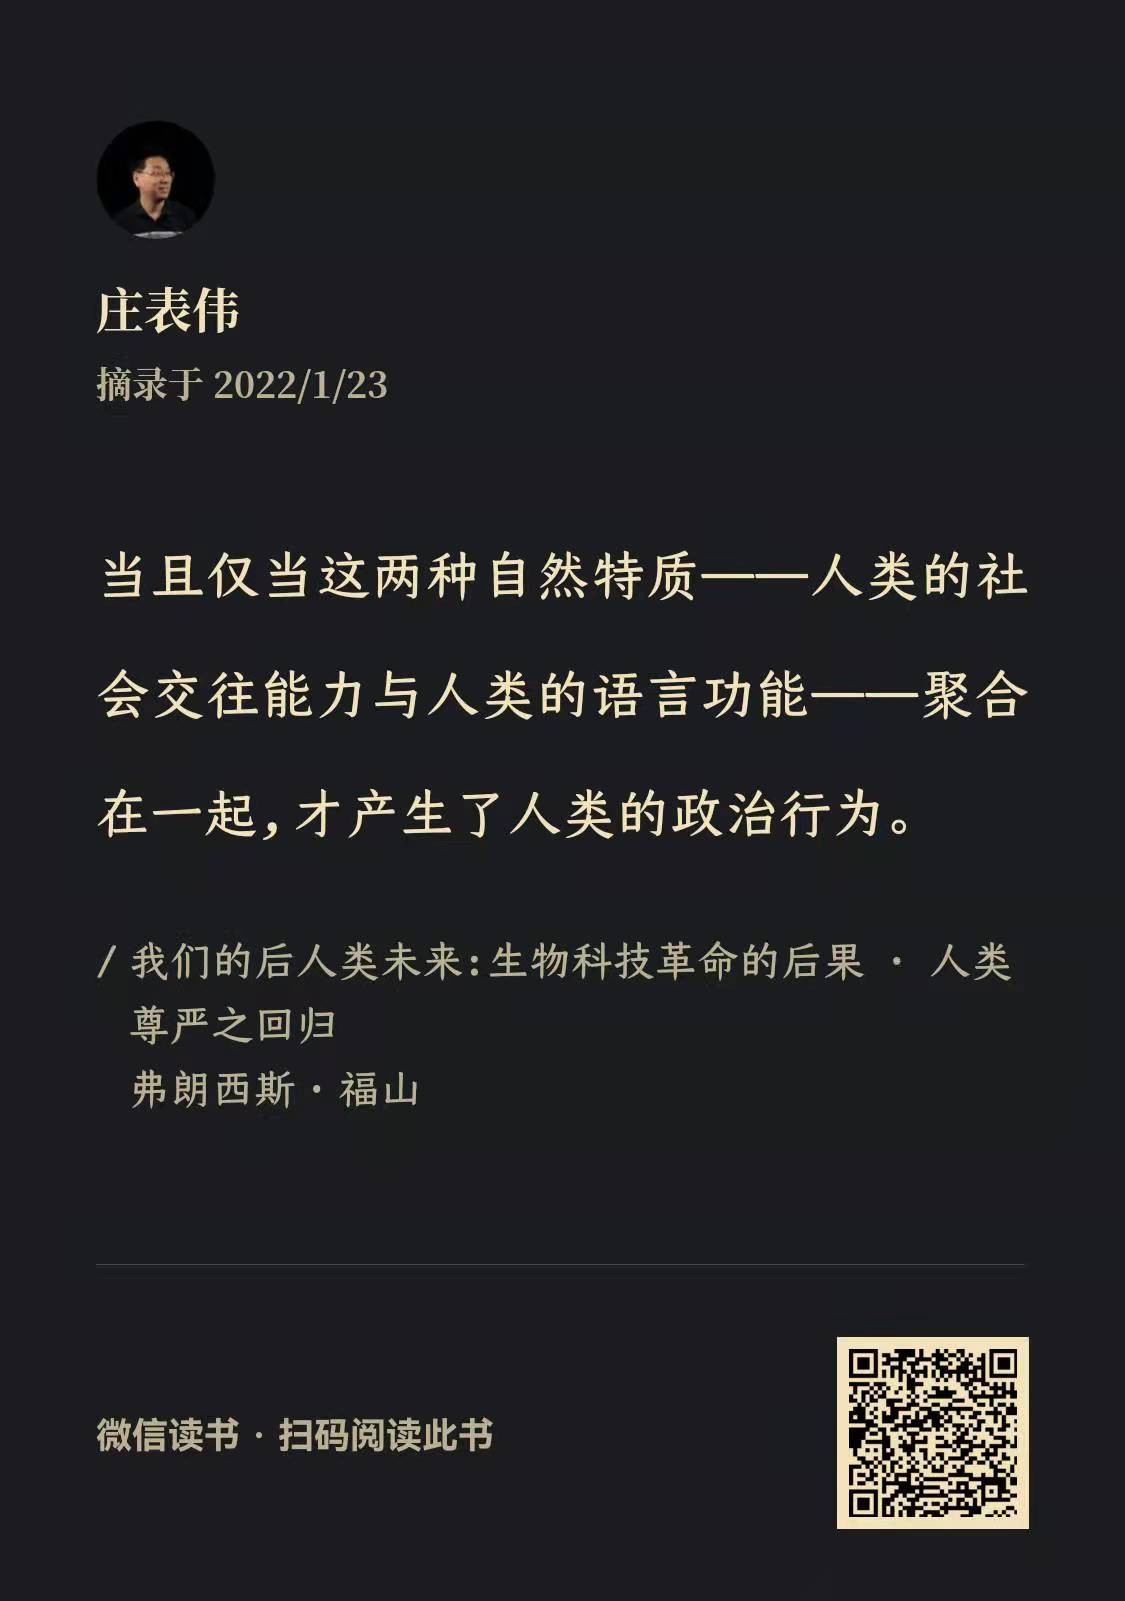 庄表伟
摘录于 2022/1/23
当且仅当这两种自然特质——人类的社
会交往能力与人类的语言功能——聚合
在一起,才产生了人类的政治行为。
/ 我们的后人类未来:生物科技革命的后果 · 人类
尊严之回归
弗朗西斯·福山
微信读书 · 扫码阅读此书